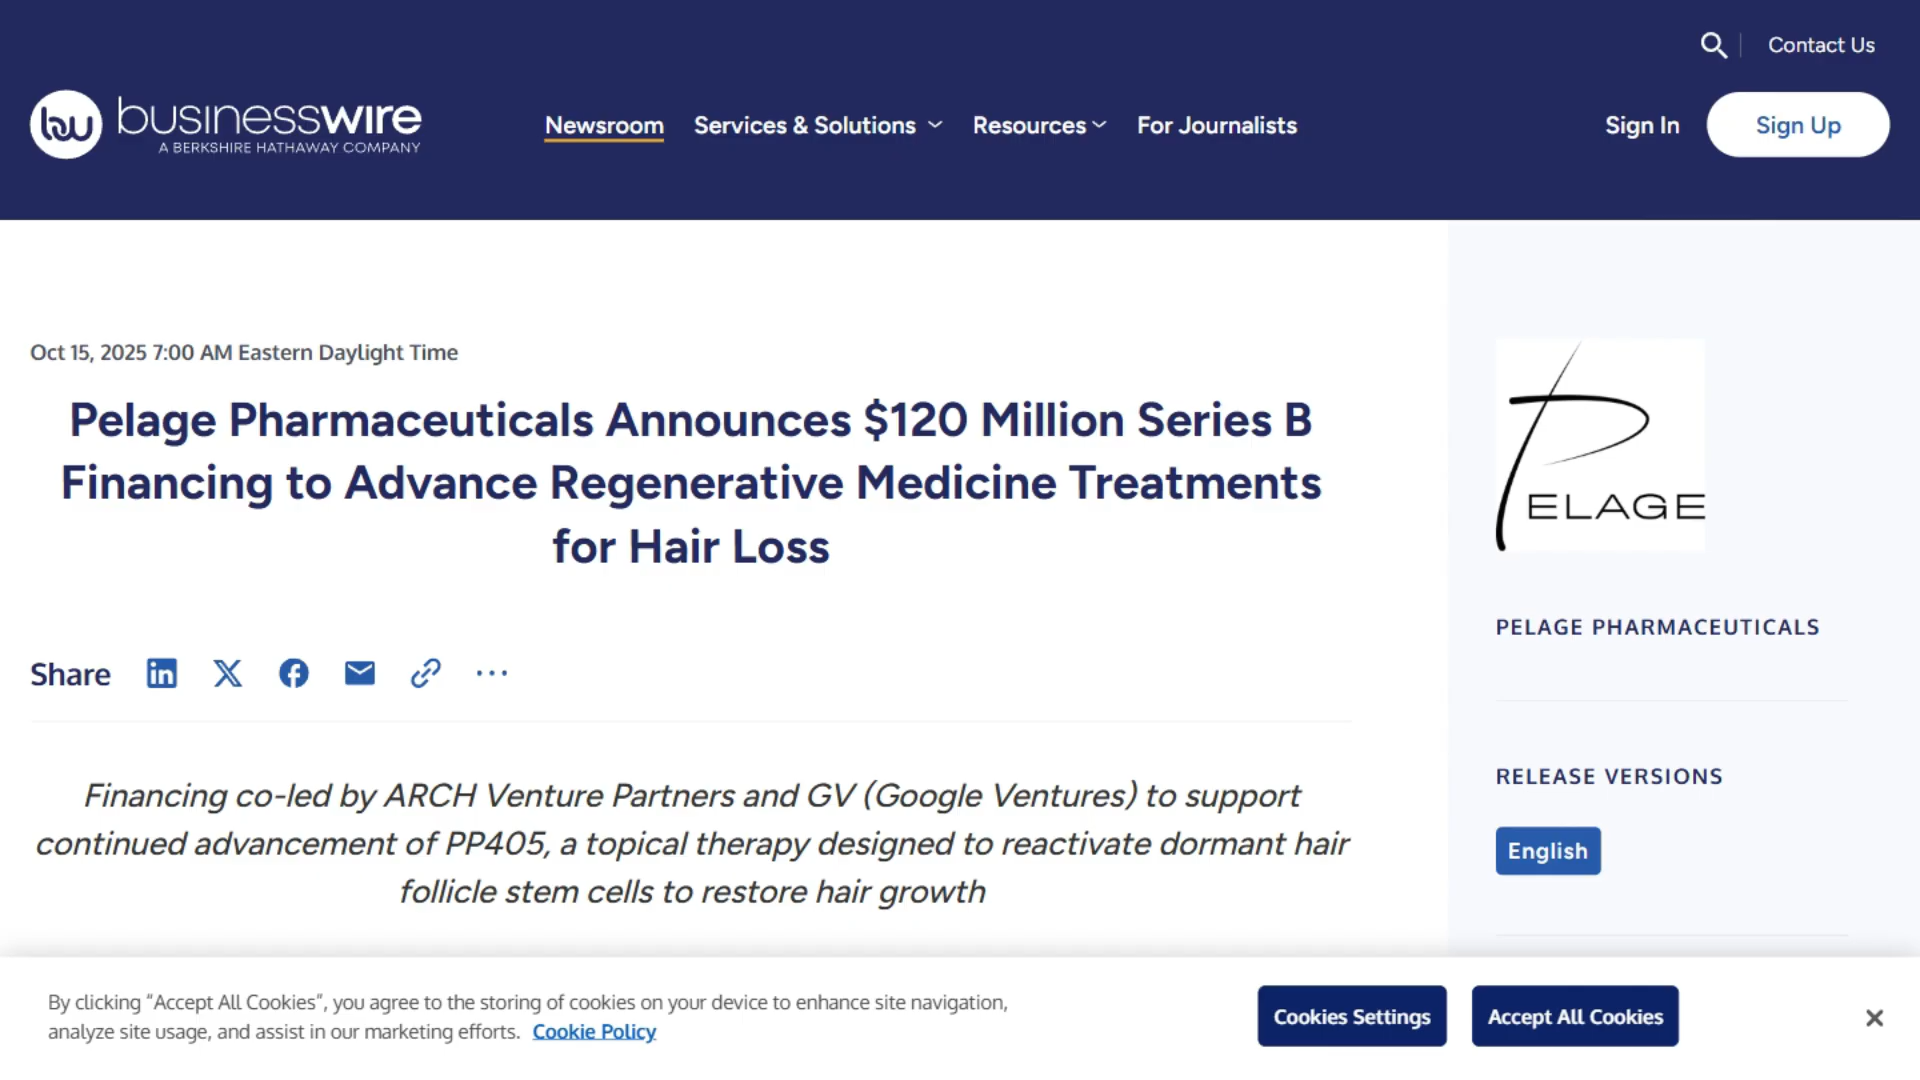 Contact Us
bw businesswire
A BERKSHIRE HATHAWAY COMPANY
Newsroom Services & Solutions Resources For Journalists
Sign In Sign Up
Oct 15, 2025 7:00 AM Eastern Daylight Time
Pelage Pharmaceuticals Announces $120 Million Series B
Financing to Advance Regenerative Medicine Treatments
for Hair Loss
Share
Financing co-led by ARCH Venture Partners and GV (Google Ventures) to support
continued advancement of PP405, a topical therapy designed to reactivate dormant hair
follicle stem cells to restore hair growth
PELAGE
PELAGE PHARMACEUTICALS
RELEASE VERSIONS
English
By clicking “Accept All Cookies”, you agree to the storing of cookies on your device to enhance site navigation,
analyze site usage, and assist in our marketing efforts. Cookie Policy
Cookies Settings
Accept All Cookies